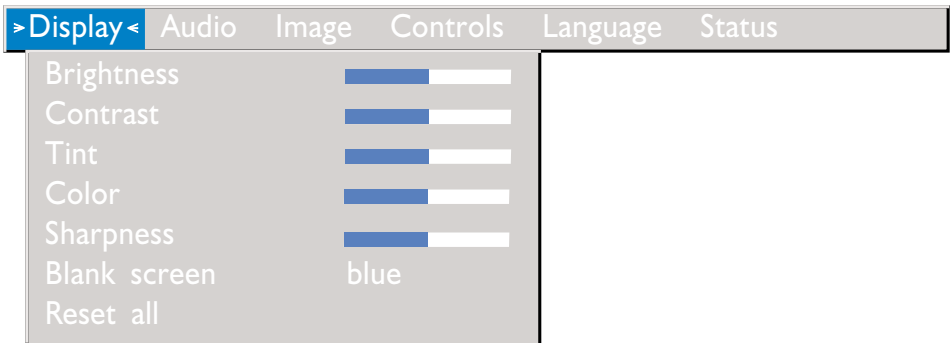 >Display< Audio Image Controls Language Status
Brightness
Contrast
Tint
Color
Sharpness
Blank screen blue
Reset all